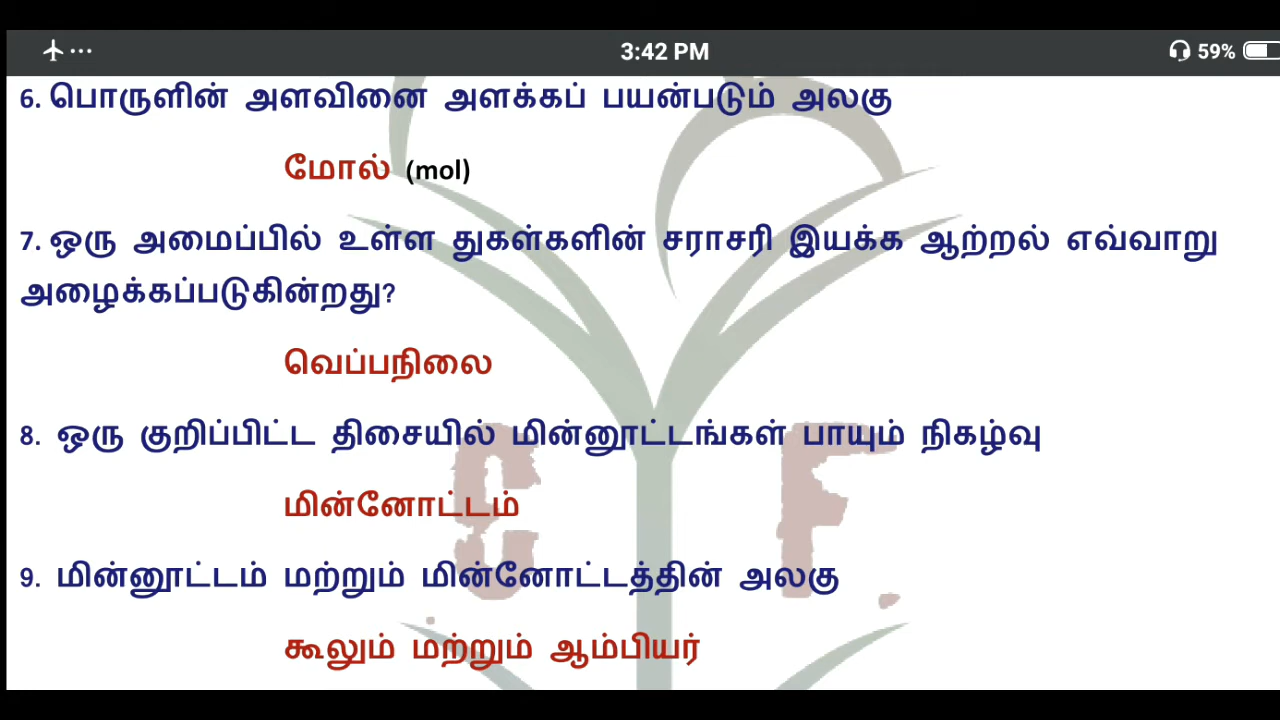 3:42 PM
59%
6. பொருளின் அளவினை அளக்கப் பயன்படும் அலகு
மோல் (mol)
7. ஒரு அமைப்பில் உள்ள துகள்களின் சராசரி இயக்க ஆற்றல் எவ்வாறு
அழைக்கப்படுகின்றது?
வெப்பநிலை
8. ஒரு குறிப்பிட்ட திசையில் மின்னூட்டங்கள் பாயும் நிகழ்வு
மின்னோட்டம்
C F
9. மின்னூட்டம் மற்றும் மின்னோட்டத்தின் அலகு
கூலும் மற்றும் ஆம்பியர்